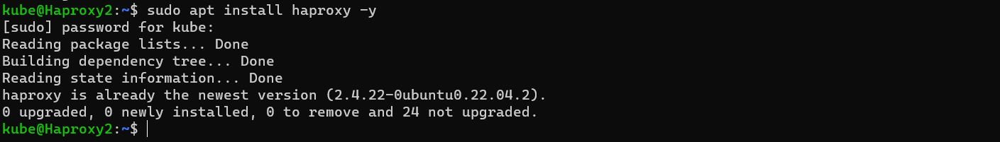 kube@Haproxy2:~$ sudo apt install haproxy -y
[sudo] password for kube:
Reading package lists... Done
Building dependency tree... Done
Reading state information... Done
haproxy is already the newest version (2.4.22-0ubuntu0.22.04.2).
0 upgraded, 0 newly installed, 0 to remove and 24 not upgraded.
kube@Haproxy2:~$